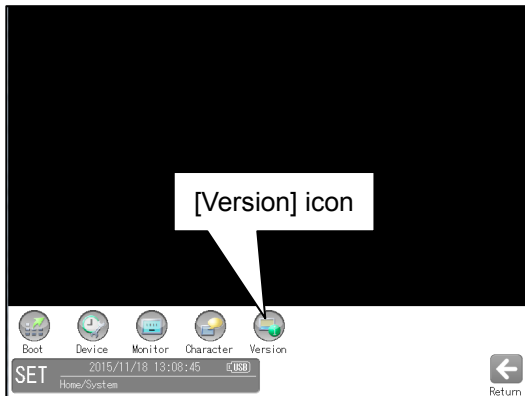 [Version] icon
Boot Device Monitor Character Version
SET 2015/11/18 13:08:45 USB
Home/System
Return